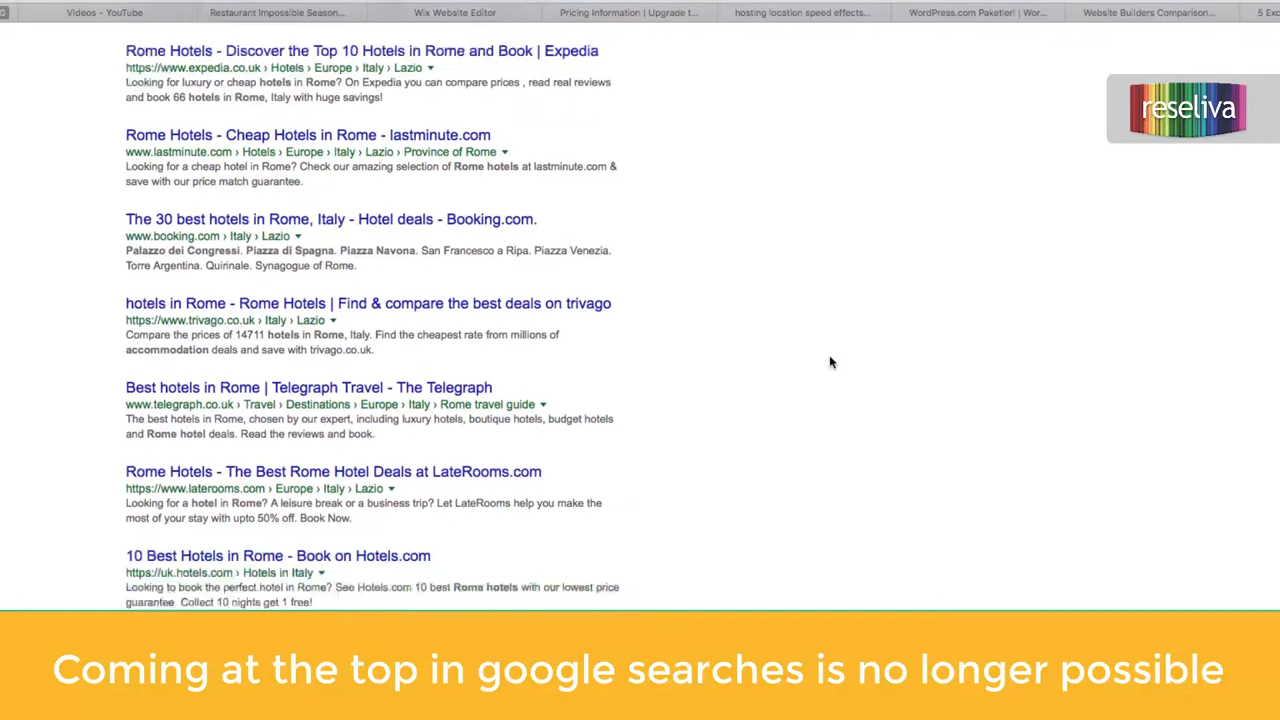 Videos - YouTube
Restaurant Impossible Season...
Wix Website Editor
Pricing Information | Upgrade t...
hosting location speed effects...
WordPress.com Paketleri | Wor...
Website Builders Comparison...
5 Exc
Rome Hotels - Discover the Top 10 Hotels in Rome and Book | Expedia
https://www.expedia.co.uk › Hotels › Europe › Italy › Lazio
Looking for luxury or cheap hotels in Rome? On Expedia you can compare prices , read real reviews
and book 66 hotels in Rome, Italy with huge savings!
reseliva
Rome Hotels - Cheap Hotels in Rome - lastminute.com
www.lastminute.com › Hotels › Europe › Italy › Lazio › Province of Rome
Looking for a cheap hotel in Rome? Check our amazing selection of Rome hotels at lastminute.com &
save with our price match guarantee.
The 30 best hotels in Rome, Italy - Hotel deals - Booking.com.
www.booking.com › Italy › Lazio
Palazzo dei Congressi. Piazza di Spagna. Piazza Navona. San Francesco a Ripa. Piazza Venezia.
Torre Argentina. Quirinale. Synagogue of Rome.
hotels in Rome - Rome Hotels | Find & compare the best deals on trivago
https://www.trivago.co.uk › Italy › Lazio
Compare the prices of 14711 hotels in Rome, Italy. Find the cheapest rate from millions of
accommodation deals and save with trivago.co.uk.
Best hotels in Rome | Telegraph Travel - The Telegraph
www.telegraph.co.uk › Travel › Destinations › Europe › Italy › Rome travel guide
The best hotels in Rome, chosen by our expert, including luxury hotels, boutique hotels, budget hotels
and Rome hotel deals. Read the reviews and book.
Rome Hotels - The Best Rome Hotel Deals at LateRooms.com
https://www.laterooms.com › Europe › Italy › Lazio
Looking for a hotel in Rome? A leisure break or a business trip? Let LateRooms help you make the
most of your stay with upto 50% off. Book Now.
10 Best Hotels in Rome - Book on Hotels.com
https://uk.hotels.com › Hotels in Italy
Looking to book the perfect hotel in Rome? See Hotels.com 10 best Rome hotels with our lowest price
guarantee. Collect 10 nights get 1 free!
Coming at the top in google searches is no longer possible